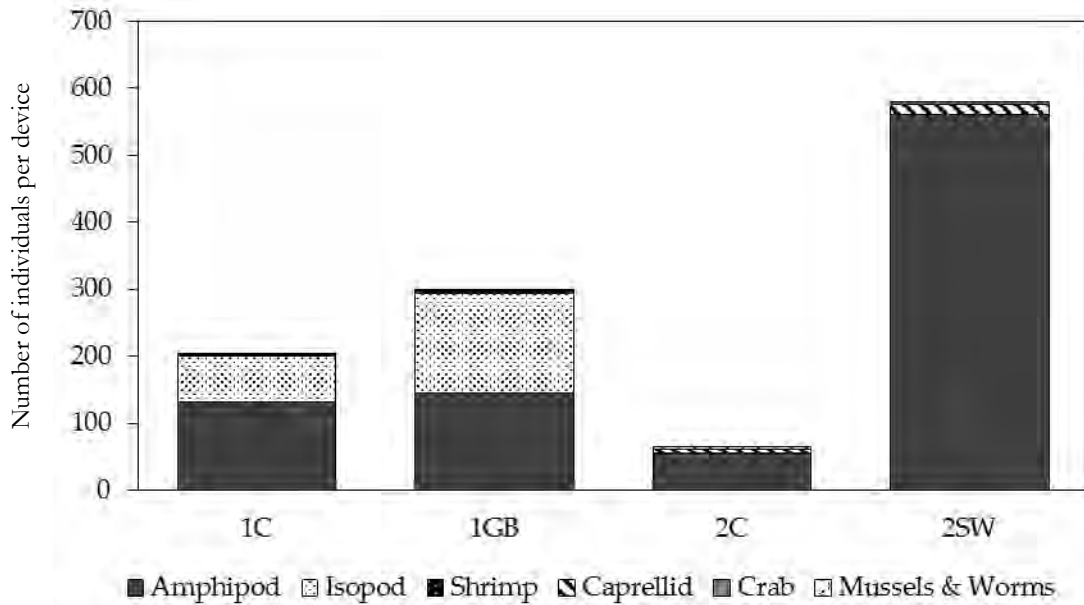 Number of individuals per device
700
600
500
400
300
200
100
0
1C 1GB 2C 2SW
Amphipod Isopod Shrimp Caprellid Crab Mussels & Worms